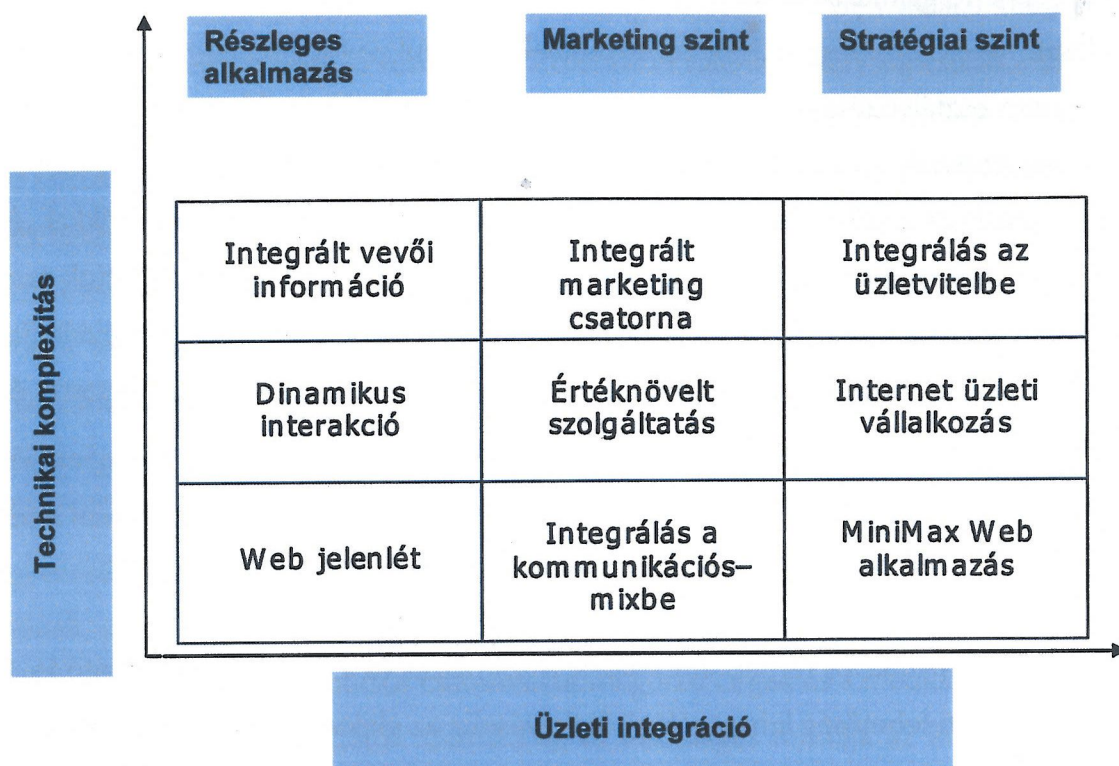 Részleges
alkalmazás
Marketing szint
Stratégiai szint
Technikai komplexitás
Integrált vevői
információ
Integrált
marketing
csatorna
Integrálás az
üzletvitelbe
Dinamikus
interakció
Értéknövelt
szolgáltatás
Internet üzleti
vállalkozás
Web jelenlét
Integrálás a
kommunikációs–
mixbe
MiniMax Web
alkalmazás
Üzleti integráció